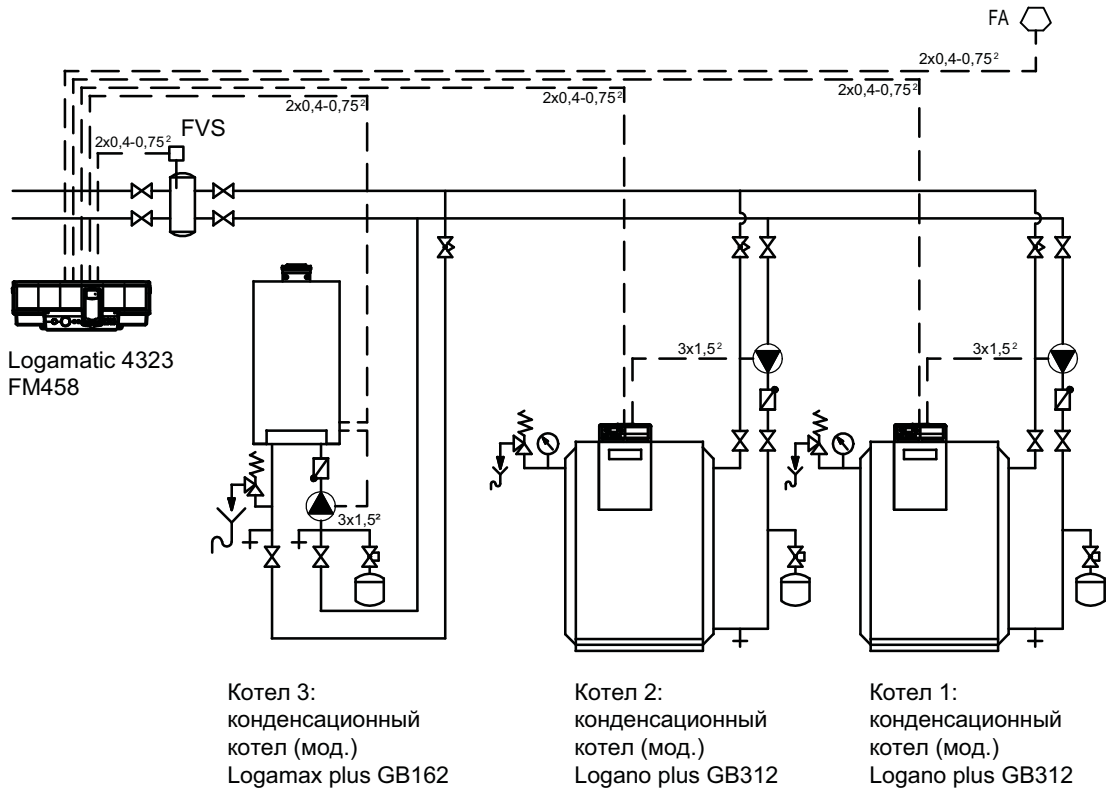 FA
2x0,4-0,75²
2x0,4-0,75²
2x0,4-0,75²
2x0,4-0,75²
FVS
2x0,4-0,75²
Logamatic 4323
FM458
3x1,5²
3x1,5²
3x1,5²
Котел 3:
конденсационный
котел (мод.)
Logamax plus GB162
Котел 2:
конденсационный
котел (мод.)
Logano plus GB312
Котел 1:
конденсационный
котел (мод.)
Logano plus GB312